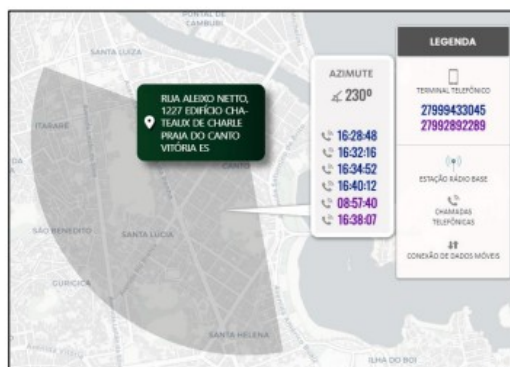 PONTAL DE
CAMBURI
SANTA LUIZA
ITARARÉ
RUA ALEIXO NETTO,
1227 EDIFÍCIO CHA-
TEAUX DE CHARLE
PRAIA DO CANTO
VITÓRIA ES
CANTO
SÃO BENEDITO
SANTA LUCIA
GURIGICA
SANTA HELENA
ILHA DO BOI
AZIMUTE
230º
16:28:48
16:32:16
16:34:52
16:40:12
08:57:40
16:38:07
LEGENDA
TERMINAL TELEFÔNICO
27999433045
27992892289
ESTAÇÃO RÁDIO BASE
CHAMADAS
TELEFÔNICAS
CONEXÃO DE DADOS MÓVEIS